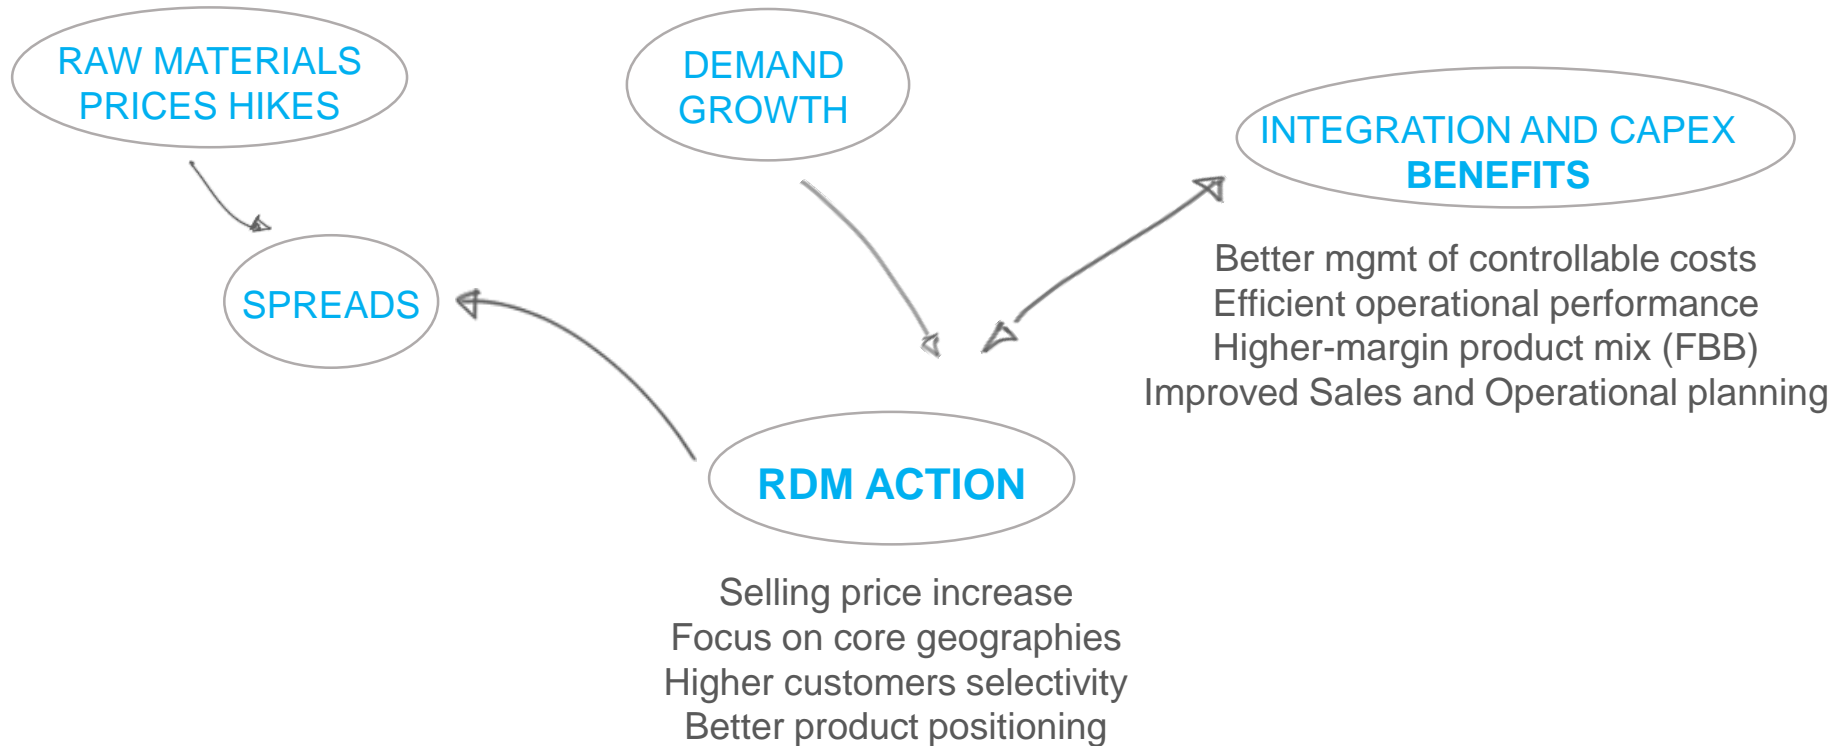 RAW MATERIALS
PRICES HIKES
DEMAND
GROWTH
INTEGRATION AND CAPEX
BENEFITS
Better mgmt of controllable costs
Efficient operational performance
Higher-margin product mix (FBB)
Improved Sales and Operational planning
SPREADS
RDM ACTION
Selling price increase
Focus on core geographies
Higher customers selectivity
Better product positioning